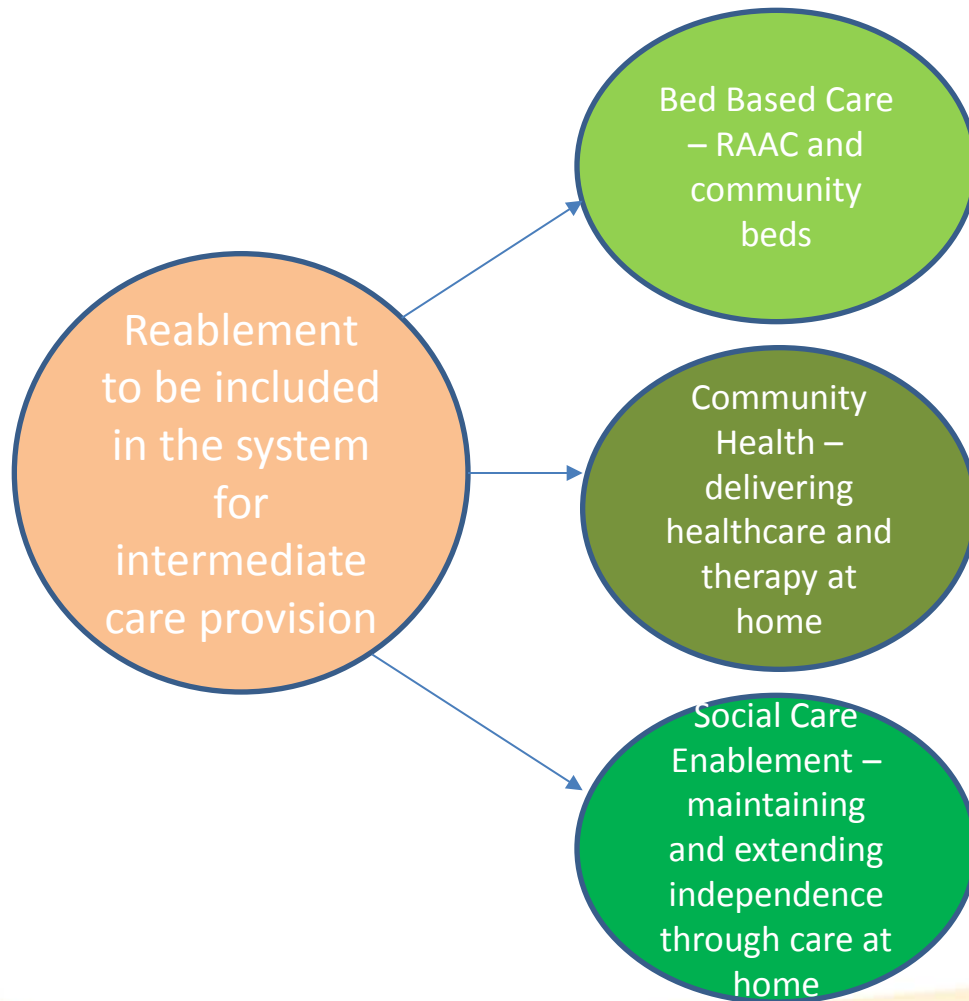 Bed Based Care
– RAAC and
community
beds
Reablement
to be included
in the system
for
intermediate
care provision
Community
Health –
delivering
healthcare and
therapy at
home
Social Care
Enablement –
maintaining
and extending
independence
through care at
home